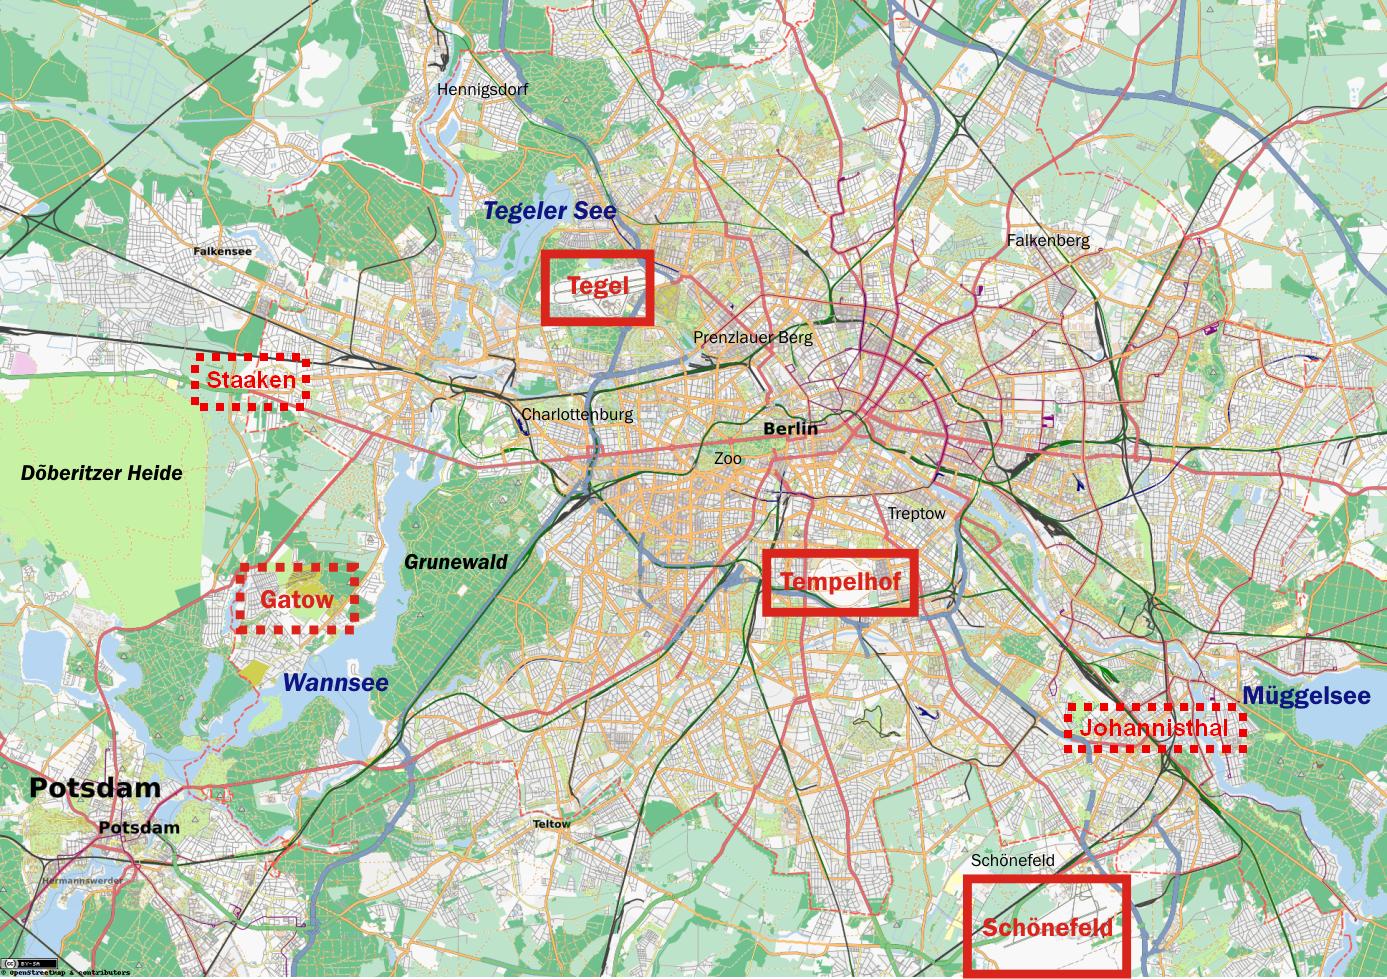 Hennigsdorf
Tegeler See
Falkenberg
Falkensee
Tegel
Prenzlauer Berg
Staaken
Charlottenburg
Berlin
Zoo
Döberitzer Heide
Treptow
Grunewald
Tempelhof
Gatow
Wannsee
Müggelsee
Johannisthal
Potsdam
Teltow
Potsdam
Schönefeld
Hermannswerder
Schönefeld
(cc) BY-SA
© OpenStreetMap & contributors